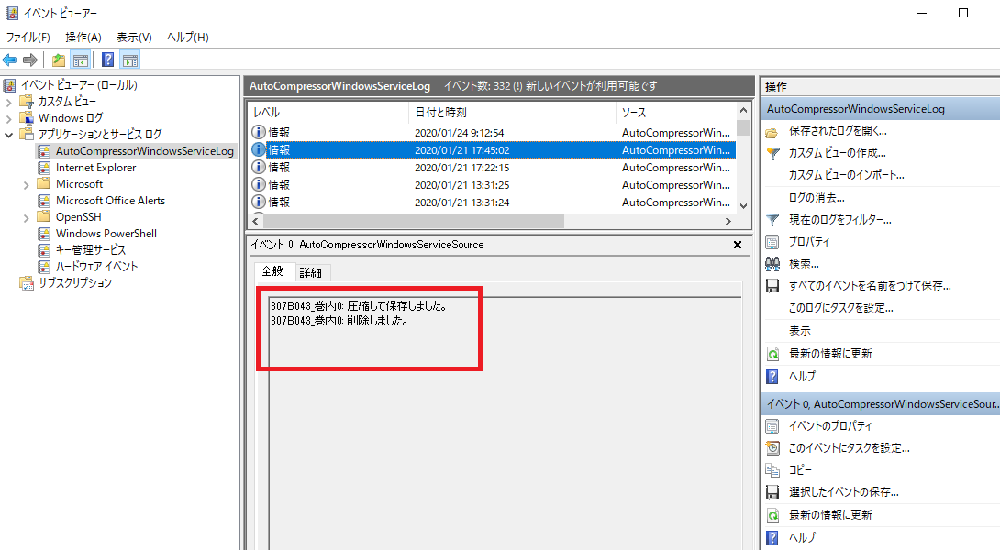 イベント ビューアー
ファイル(F) 操作(A) 表示(V) ヘルプ(H)
イベント ビューアー (ローカル)
カスタム ビュー
Windows ログ
アプリケーションとサービス ログ
AutoCompressorWindowsServiceLog
Internet Explorer
Microsoft
Microsoft Office Alerts
OpenSSH
Windows PowerShell
キー管理サービス
ハードウェア イベント
サブスクリプション
AutoCompressorWindowsServiceLog イベント数: 332 (!) 新しいイベントが利用可能です
レベル 日付と時刻 ソース
情報 2020/01/24 9:12:54 AutoCompressorWin...
情報 2020/01/21 17:45:02 AutoCompressorWin...
情報 2020/01/21 17:22:15 AutoCompressorWin...
情報 2020/01/21 13:31:25 AutoCompressorWin...
情報 2020/01/21 13:31:24 AutoCompressorWin...
イベント 0, AutoCompressorWindowsServiceSource
全般 詳細
807B043_巻内0: 圧縮して保存しました。
807B043_巻内0: 削除しました。
操作
AutoCompressorWindowsServiceLog
保存されたログを開く...
カスタム ビューの作成...
カスタム ビューのインポート...
ログの消去...
現在のログをフィルター...
プロパティ
検索...
すべてのイベントを名前をつけて保存...
このログにタスクを設定...
表示
最新の情報に更新
ヘルプ
イベント 0, AutoCompressorWindowsServiceSour...
イベントのプロパティ
このイベントにタスクを設定...
コピー
選択したイベントの保存...
最新の情報に更新
ヘルプ